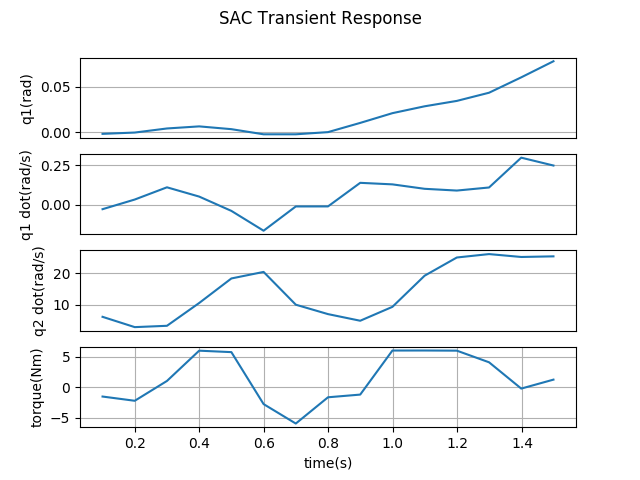 SAC Transient Response
q1(rad)
0.05
0.00
q1 dot(rad/s)
0.25
0.00
q2 dot(rad/s)
20
10
torque(Nm)
5
0
−5
0.2 0.4 0.6 0.8 1.0 1.2 1.4
time(s)